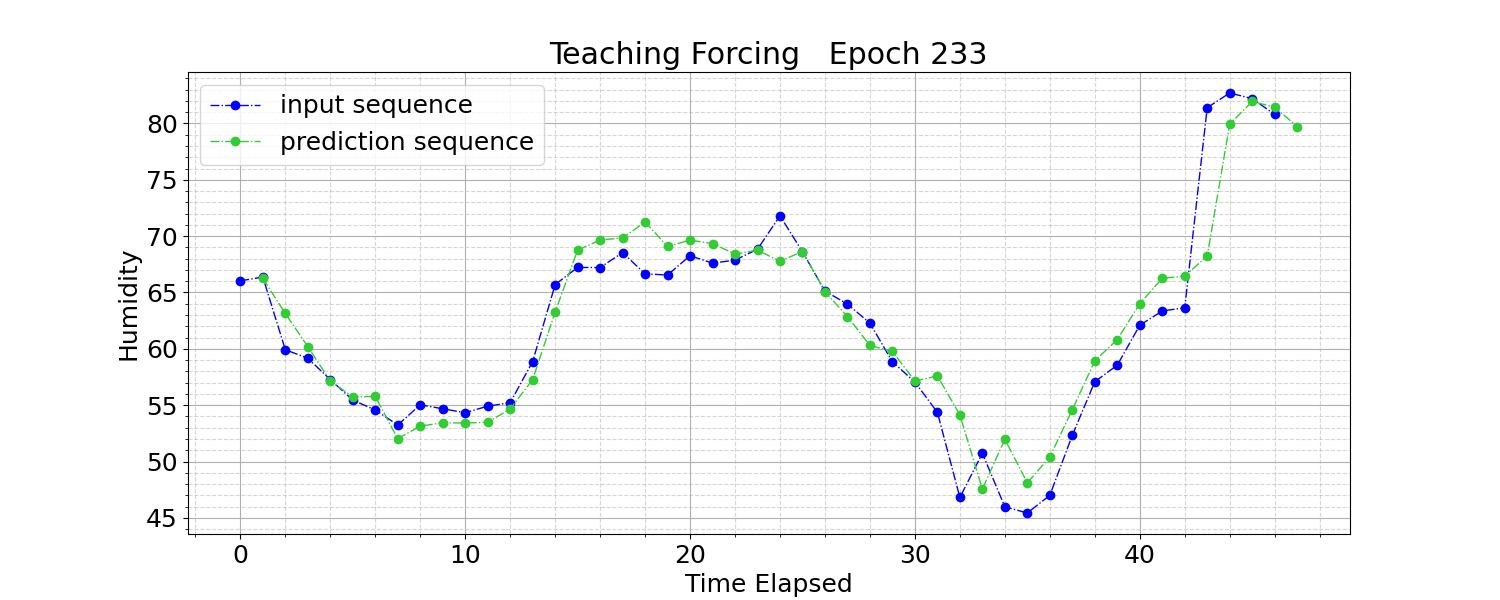 Teaching Forcing   Epoch 233
input sequence
prediction sequence
Humidity
80
75
70
65
60
55
50
45
0 10 20 30 40
Time Elapsed